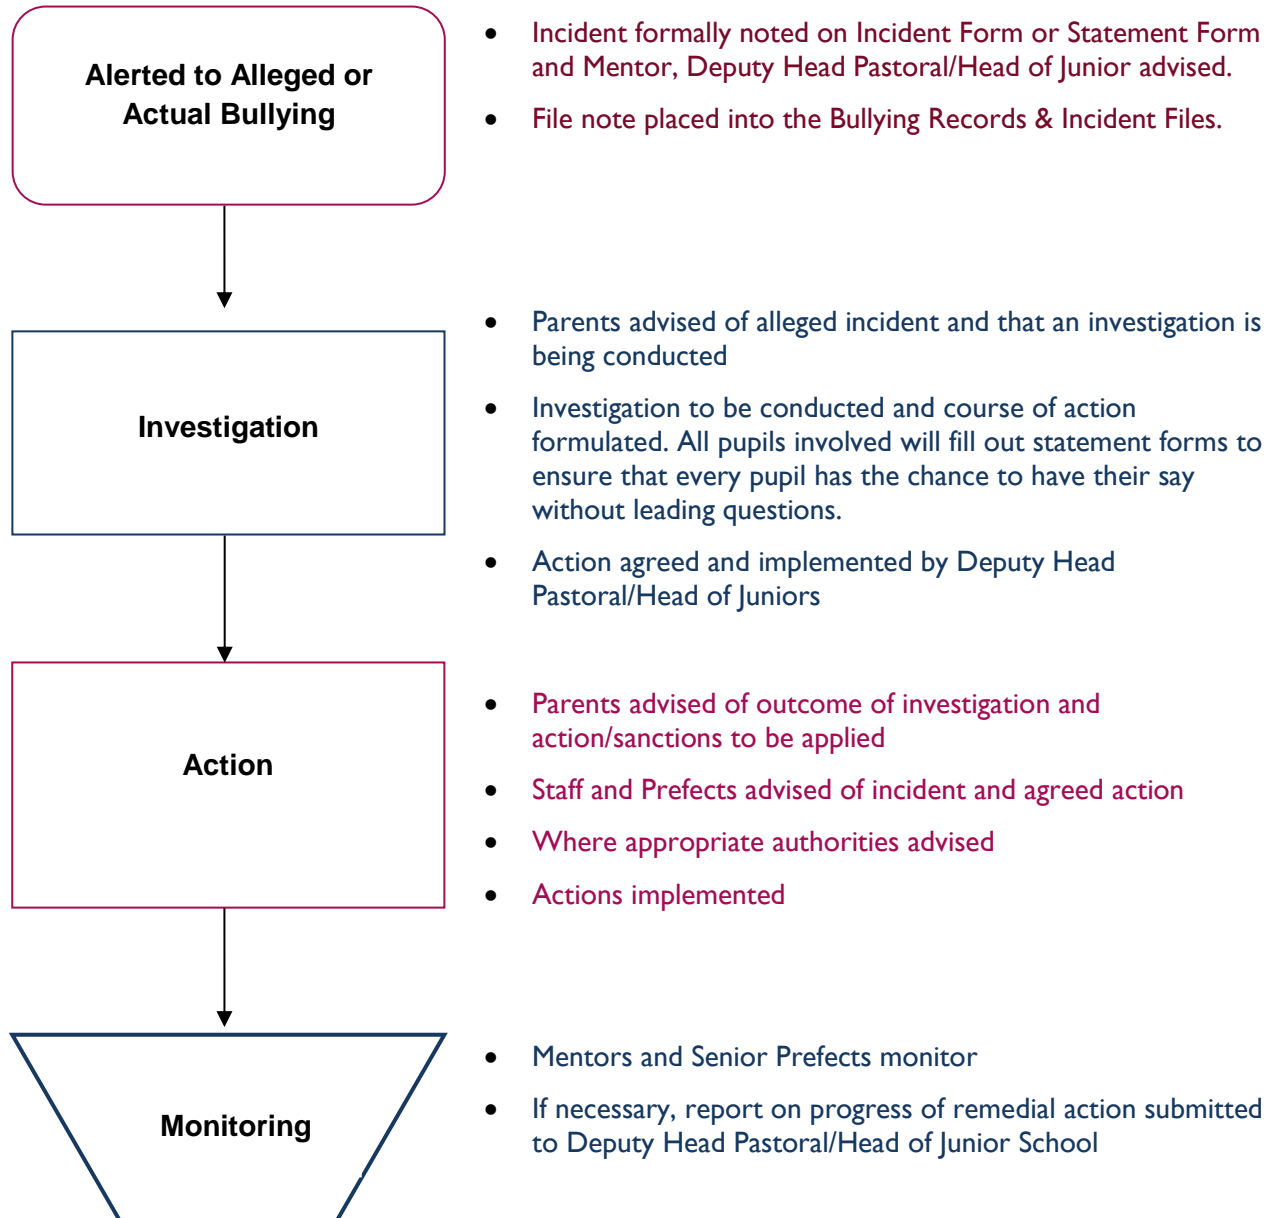 Alerted to Alleged or
Actual Bullying
• Incident formally noted on Incident Form or Statement Form
and Mentor, Deputy Head Pastoral/Head of Junior advised.
• File note placed into the Bullying Records & Incident Files.
Investigation
• Parents advised of alleged incident and that an investigation is
being conducted
• Investigation to be conducted and course of action
formulated. All pupils involved will fill out statement forms to
ensure that every pupil has the chance to have their say
without leading questions.
• Action agreed and implemented by Deputy Head
Pastoral/Head of Juniors
Action
• Parents advised of outcome of investigation and
action/sanctions to be applied
• Staff and Prefects advised of incident and agreed action
• Where appropriate authorities advised
• Actions implemented
Monitoring
• Mentors and Senior Prefects monitor
• If necessary, report on progress of remedial action submitted
to Deputy Head Pastoral/Head of Junior School